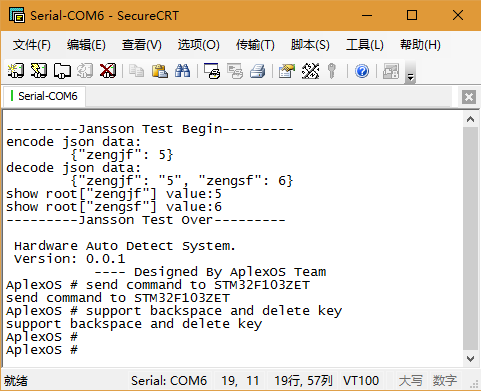 Serial-COM6 - SecureCRT
文件(F) 编辑(E) 查看(V) 选项(O) 传输(T) 脚本(S) 工具(L) 帮助(H)
Serial-COM6
---------Jansson Test Begin---------
encode json data:
        {"zengjf": 5}
decode json data:
        {"zengjf": "5", "zengsf": 6}
show root["zengjf"] value:5
show root["zengsf"] value:6
---------Jansson Test Over----------
 Hardware Auto Detect System.
 Version: 0.0.1
           ---- Designed By AplexOS Team
AplexOS # send command to STM32F103ZET
send command to STM32F103ZET
AplexOS # support backspace and delete key
support backspace and delete key
AplexOS #
AplexOS #
就绪 Serial: COM6 19, 11 19行, 57列 VT100 大写 数字